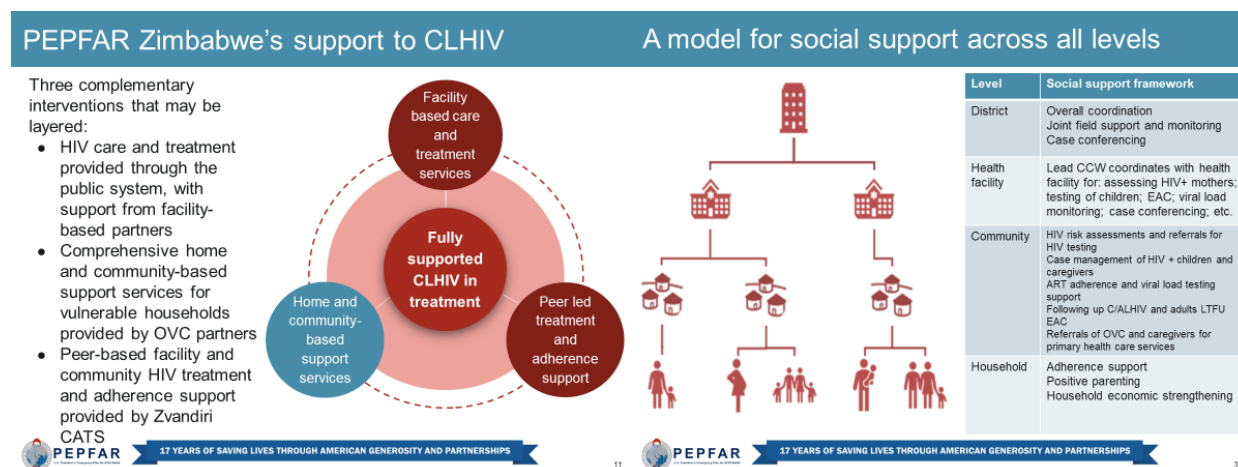 PEPFAR Zimbabwe's support to CLHIV
Three complementary
interventions that may be
layered:
● HIV care and treatment
provided through the
public system, with
support from facility-
based partners
● Comprehensive home
and community-based
support services for
vulnerable households
provided by OVC partners
● Peer-based facility and
community HIV treatment
and adherence support
provided by Zvandiri
CATS
Facility
based care
and
treatment
services
Fully
supported
CLHIV in
treatment
Home and
community-
based
support
services
Peer led
treatment
and
adherence
support
PEPFAR
17 YEARS OF SAVING LIVES THROUGH AMERICAN GENEROSITY AND PARTNERSHIPS
11
A model for social support across all levels
Level Social support framework
District Overall coordination
Joint field support and monitoring
Case conferencing
Health Lead CCW coordinates with health
facility facility for: assessing HIV+ mothers;
testing of children; EAC; viral load
monitoring; case conferencing; etc.
Community HIV risk assessments and referrals for
HIV testing
Case management of HIV + children and
caregivers
ART adherence and viral load testing
support
Following up C/ALHIV and adults LTFU
EAC
Referrals of OVC and caregivers for
primary health care services
Household Adherence support
Positive parenting
Household economic strengthening
PEPFAR
17 YEARS OF SAVING LIVES THROUGH AMERICAN GENEROSITY AND PARTNERSHIPS